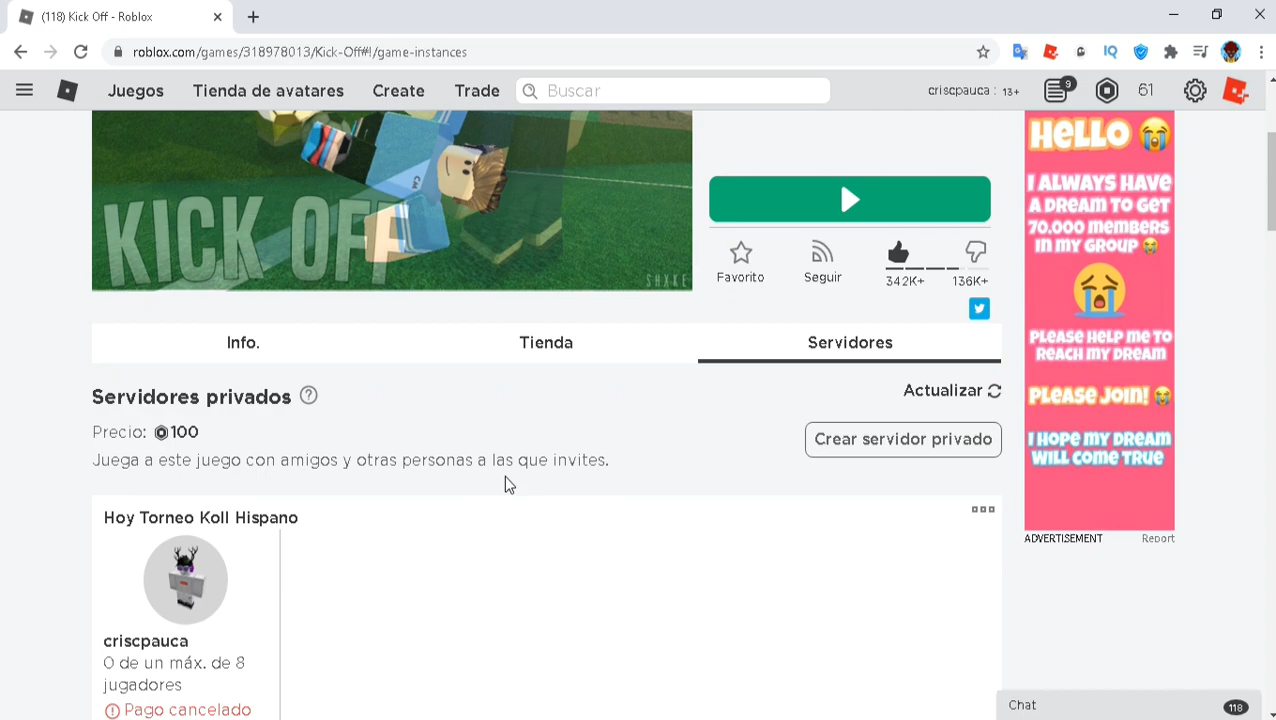 (118) Kick Off - Roblox
roblox.com/games/318978013/Kick-Off#!/game-instances
Juegos
Tienda de avatares
Create
Trade
Buscar
criscpauca : 13+
9
61
KICK OFF
SHXKE
Favorito
Seguir
342K+
136K+
Info.
Tienda
Servidores
Servidores privados
Actualizar
Precio: 100
Crear servidor privado
Juega a este juego con amigos y otras personas a las que invites.
Hoy Torneo Koll Hispano
criscpauca
0 de un máx. de 8
jugadores
Pago cancelado
HELLO
I ALWAYS HAVE
A DREAM TO GET
70.000 MEMBERS
IN MY GROUP
PLEASE HELP ME TO
REACH MY DREAM
PLEASE JOIN!
I HOPE MY DREAM
WILL COME TRUE
ADVERTISEMENT
Report
Chat
118